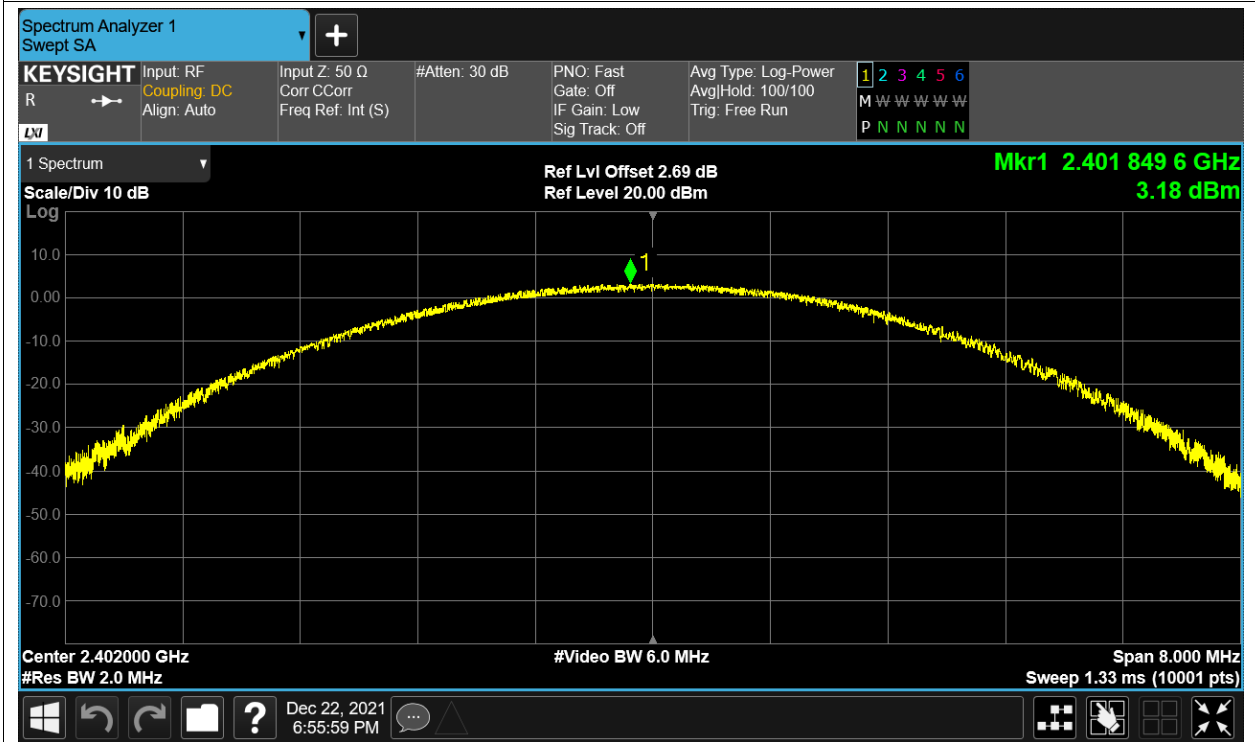 Spectrum Analyzer 1
Swept SA
KEYSIGHT
R
LXI
Input: RF
Coupling: DC
Align: Auto
Input Z: 50 Ω
Corr CCorr
Freq Ref: Int (S)
#Atten: 30 dB
PNO: Fast
Gate: Off
IF Gain: Low
Sig Track: Off
Avg Type: Log-Power
Avg|Hold: 100/100
Trig: Free Run
1 2 3 4 5 6
M W W W W W
P N N N N N
1 Spectrum
Scale/Div 10 dB
Log
Ref Lvl Offset 2.69 dB
Ref Level 20.00 dBm
Mkr1 2.401 849 6 GHz
3.18 dBm
1
10.0
0.00
-10.0
-20.0
-30.0
-40.0
-50.0
-60.0
-70.0
Center 2.402000 GHz
#Res BW 2.0 MHz
#Video BW 6.0 MHz
Span 8.000 MHz
Sweep 1.33 ms (10001 pts)
?
Dec 22, 2021
6:55:59 PM